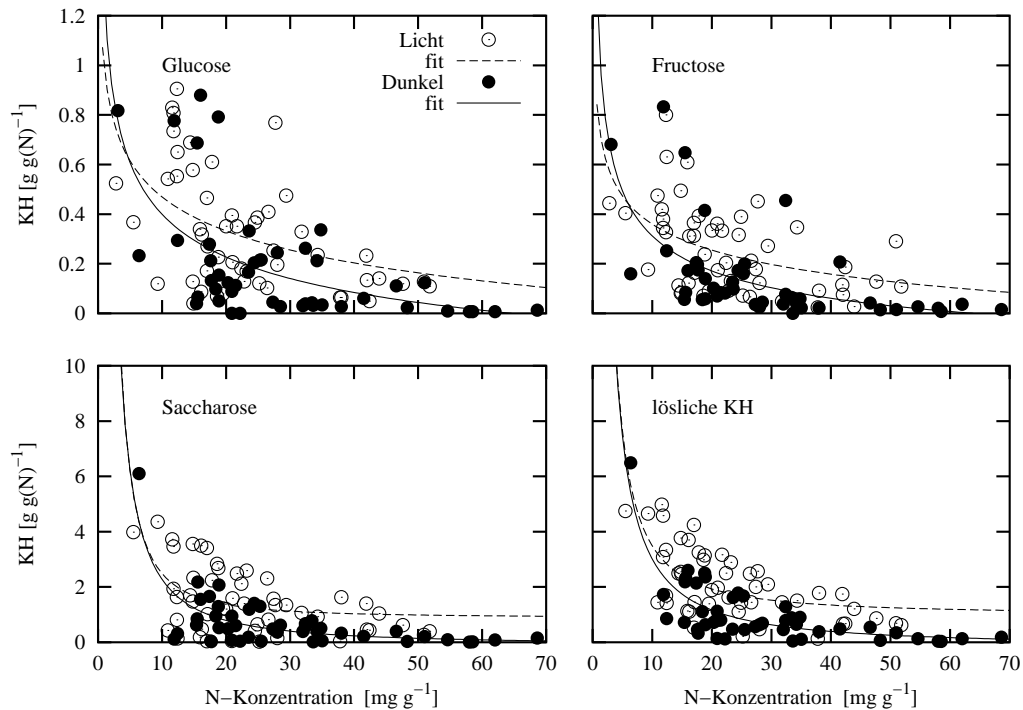 1.2
1
0.8
0.6
0.4
0.2
0
KH [g g(N)⁻¹]
Glucose
Licht
fit
Dunkel
fit
Fructose
10
8
6
4
2
0
KH [g g(N)⁻¹]
Saccharose
lösliche KH
0 10 20 30 40 50 60 70
0 10 20 30 40 50 60 70
N−Konzentration [mg g⁻¹]
N−Konzentration [mg g⁻¹]